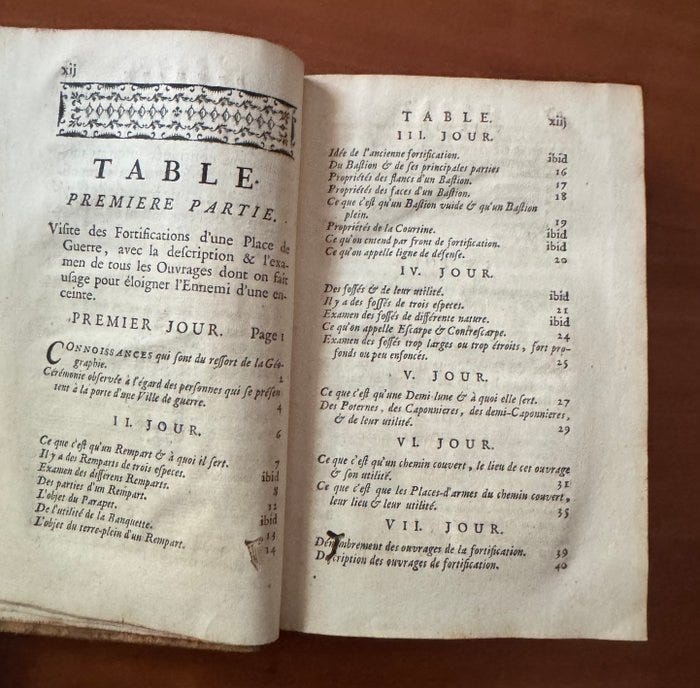 xij
TABLE.
PREMIERE PARTIE.
Visite des Fortifications d'une Place de
Guerre, avec la description & l'exa-
men de tous les Ouvrages dont on fait
usage pour éloigner l'Ennemi d'une en-
ceinte.
PREMIER JOUR. Page 1
CONNOISSANCES qui sont du ressort de la Géo-
graphie. 2
Cérémonie observée à l'égard des personnes qui se présen
tent à la porte d'une Ville de guerre. 4
II. JOUR. 6
Ce que c'est qu'un Rempart & à quoi il sert. 7
Il y a des Remparts de trois especes. ibid
Examen des différens Remparts. 8
Des parties d'un Rempart. 12
L'objet du Parapet. ibid
De l'utilité de la Banquette. 13
L'objet du terre-plein d'un Rempart. 14
TABLE. xiij
III. JOUR.
Idée de l'ancienne fortification. ibid
Du Bastion & de ses principales parties 16
Propriétés des flancs d'un Bastion. 17
Propriétés des faces d'un Bastion. 18
Ce que c'est qu'un Bastion vuide & qu'un Bastion
plein. 19
Propriétés de la Courtine. ibid
Ce qu'on entend par front de fortification. ibid
Ce qu'on appelle ligne de défense. 20
IV. JOUR.
Des fossés & de leur utilité. ibid
Il y a des fossés de trois especes. 21
Examen des fossés de différente nature. ibid
Ce qu'on appelle Escarpe & Contrescarpe. 24
Examen des fossés trop larges ou trop étroits, fort pro-
fonds ou peu enfoncés. 25
V. JOUR.
Ce que c'est qu'une Demi-lune & à quoi elle sert. 27
Des Poternes, des Caponnieres, des demi-Caponnieres,
& de leur utilité. 29
VI. JOUR.
Ce que c'est qu'un chemin couvert, le lieu de cet ouvrage
& son utilité. 31
Ce que c'est que les Places-d'armes du chemin couvert,
leur lieu & leur utilité. 35
VII. JOUR.
Dénombrement des ouvrages de la fortification. 39
Description des ouvrages de fortification. 40